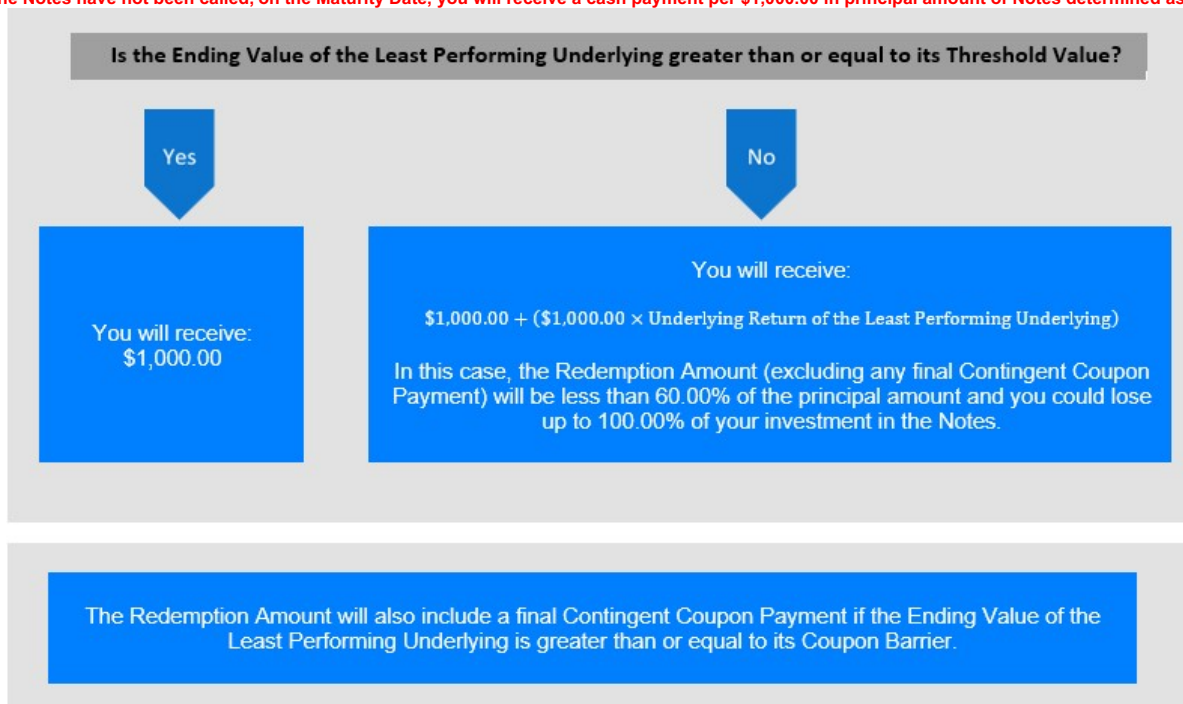 he Notes have not been called, on the Maturity Date, you will receive a cash payment per $1,000.00 in principal amount of Notes determined as
Is the Ending Value of the Least Performing Underlying greater than or equal to its Threshold Value?
Yes
No
You will receive:
$1,000.00
You will receive:
$1,000.00 + ($1,000.00 × Underlying Return of the Least Performing Underlying)
In this case, the Redemption Amount (excluding any final Contingent Coupon
Payment) will be less than 60.00% of the principal amount and you could lose
up to 100.00% of your investment in the Notes.
The Redemption Amount will also include a final Contingent Coupon Payment if the Ending Value of the
Least Performing Underlying is greater than or equal to its Coupon Barrier.